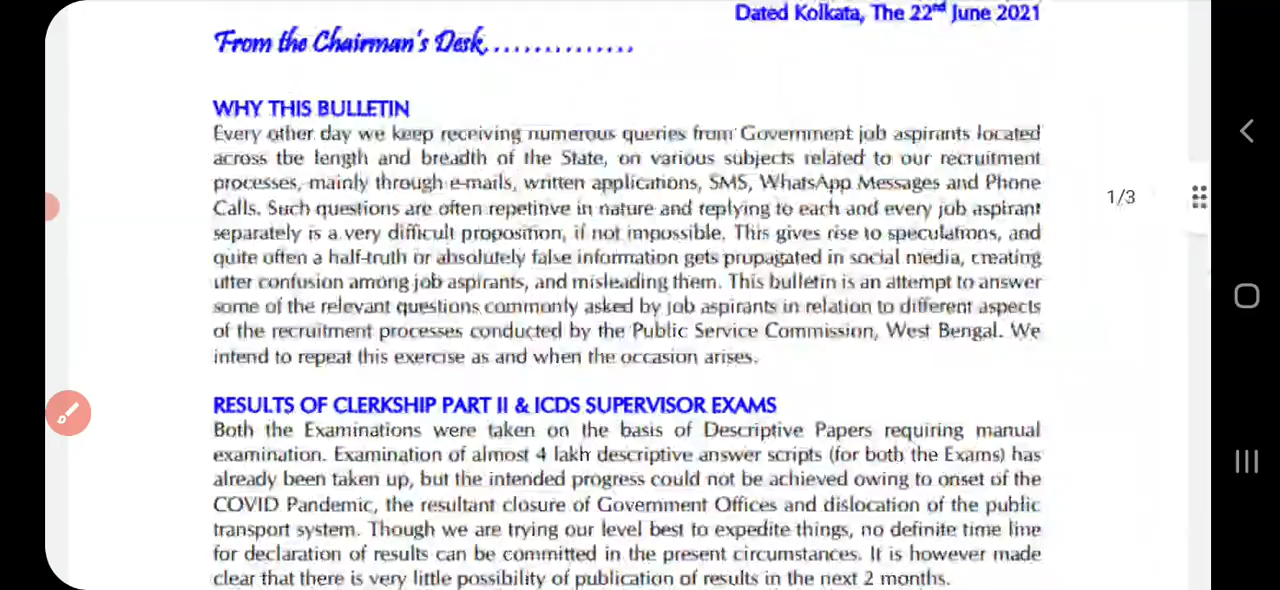 Dated Kolkata, The 22nd June 2021
From the Chairman's Desk...............
WHY THIS BULLETIN
Every other day we keep receiving numerous queries from Government job aspirants located
across the length and breadth of the State, on various subjects related to our recruitment
processes, mainly through e-mails, written applications, SMS, WhatsApp Messages and Phone
Calls. Such questions are often repetitive in nature and replying to each and every job aspirant
separately is a very difficult proposition, if not impossible. This gives rise to speculations, and
quite often a half-truth or absolutely false information gets propagated in social media, creating
utter confusion among job aspirants, and misleading them. This bulletin is an attempt to answer
some of the relevant questions commonly asked by job aspirants in relation to different aspects
of the recruitment processes conducted by the Public Service Commission, West Bengal. We
intend to repeat this exercise as and when the occasion arises.
1/3
RESULTS OF CLERKSHIP PART II & ICDS SUPERVISOR EXAMS
Both the Examinations were taken on the basis of Descriptive Papers requiring manual
examination. Examination of almost 4 lakh descriptive answer scripts (for both the Exams) has
already been taken up, but the intended progress could not be achieved owing to onset of the
COVID Pandemic, the resultant closure of Government Offices and dislocation of the public
transport system. Though we are trying our level best to expedite things, no definite time line
for declaration of results can be committed in the present circumstances. It is however made
clear that there is very little possibility of publication of results in the next 2 months.